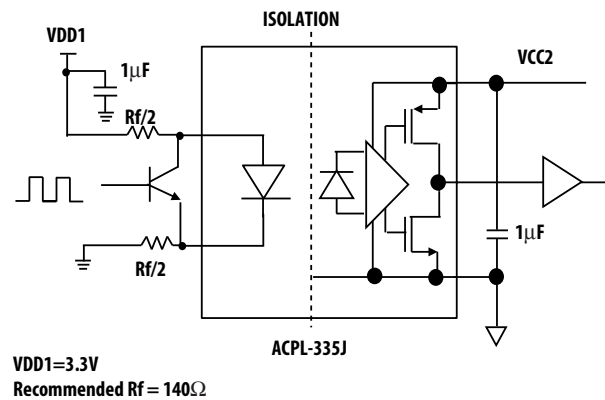 ISOLATION
VDD1
1μF
VCC2
Rf/2
Rf/2
1μF
ACPL-335J
VDD1=3.3V
Recommended Rf = 140Ω